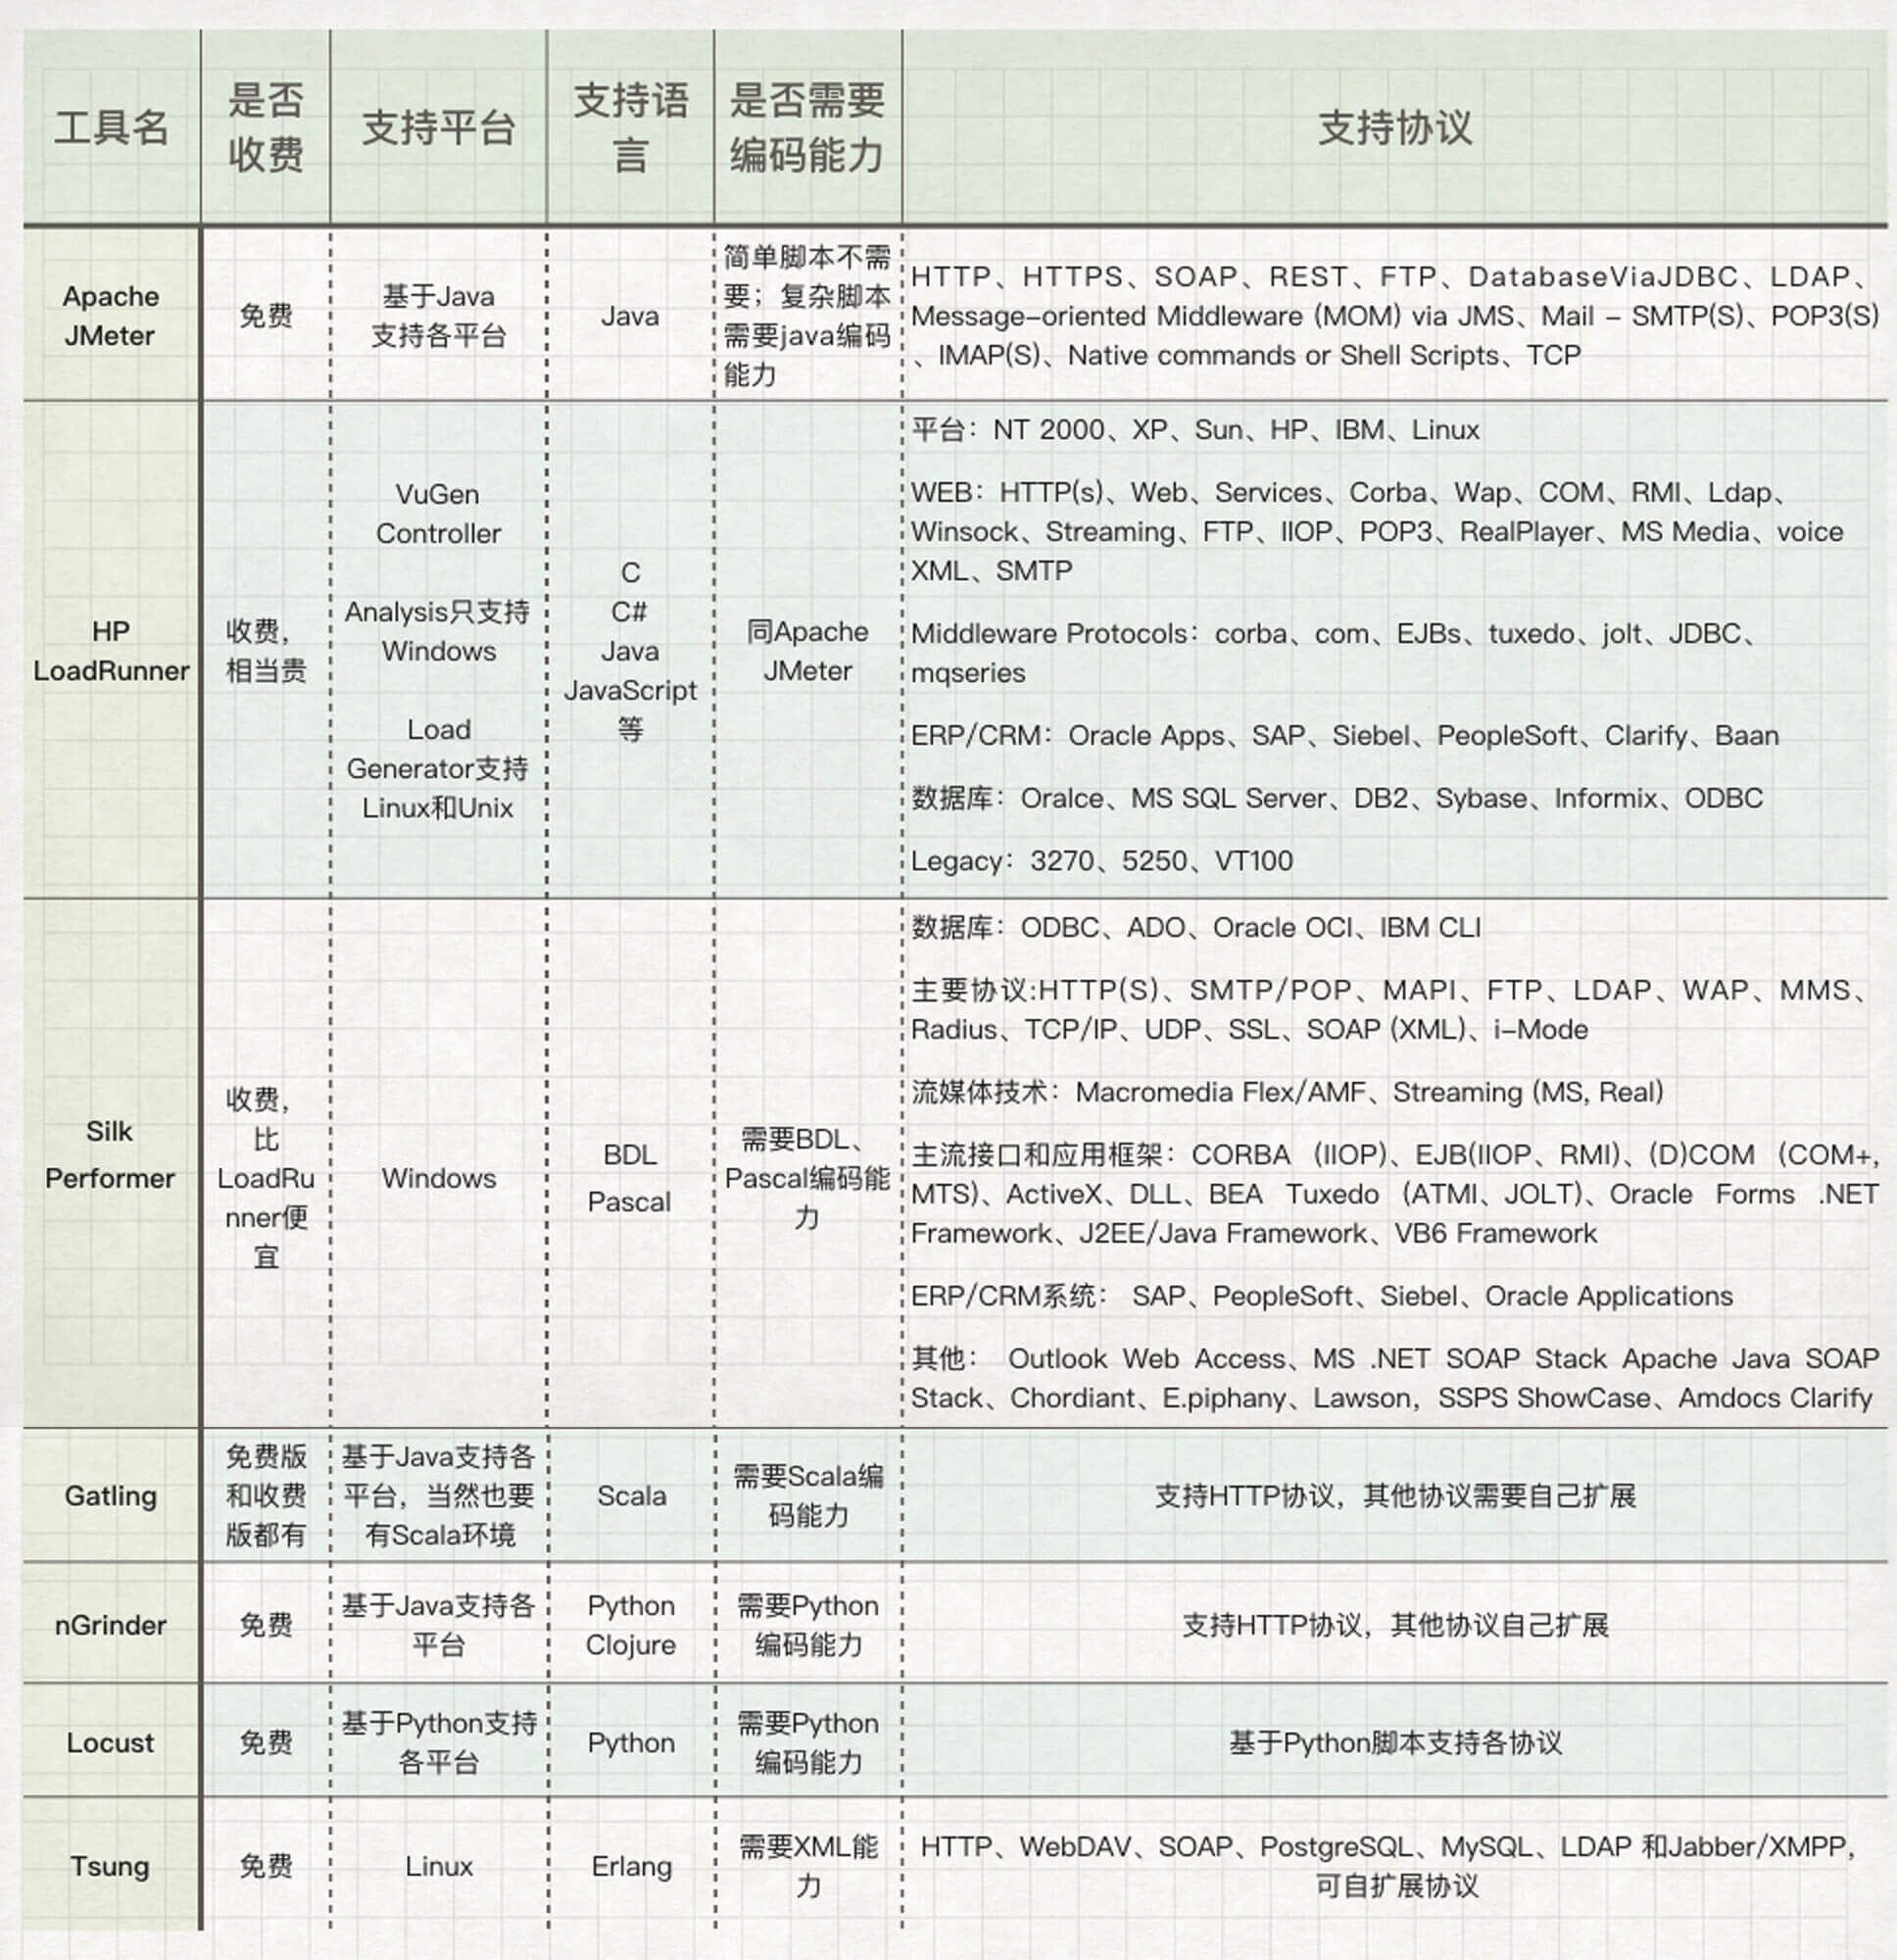 工具名
是否
收费
支持平台
支持语
言
是否需要
编码能力
支持协议
Apache
JMeter
免费
基于Java
支持各平台
Java
简单脚本不需
要；复杂脚本
需要java编码
能力
HTTP、HTTPS、SOAP、REST、FTP、DatabaseViaJDBC、LDAP、
Message-oriented Middleware (MOM) via JMS、Mail - SMTP(S)、POP3(S)
、IMAP(S)、Native commands or Shell Scripts、TCP
HP
LoadRunner
收费，
相当贵
VuGen
Controller
Analysis只支持
Windows
Load
Generator支持
Linux和Unix
C
C#
Java
JavaScript
等
同Apache
JMeter
平台：NT 2000、XP、Sun、HP、IBM、Linux
WEB：HTTP(s)、Web、Services、Corba、Wap、COM、RMI、Ldap、
Winsock、Streaming、FTP、IIOP、POP3、RealPlayer、MS Media、voice
XML、SMTP
Middleware Protocols：corba、com、EJBs、tuxedo、jolt、JDBC、
mqseries
ERP/CRM：Oracle Apps、SAP、Siebel、PeopleSoft、Clarify、Baan
数据库：Oralce、MS SQL Server、DB2、Sybase、Informix、ODBC
Legacy：3270、5250、VT100
Silk
Performer
收费，
比
LoadRu
nner便
宜
Windows
BDL
Pascal
需要BDL、
Pascal编码能
力
数据库：ODBC、ADO、Oracle OCI、IBM CLI
主要协议:HTTP(S)、SMTP/POP、MAPI、FTP、LDAP、WAP、MMS、
Radius、TCP/IP、UDP、SSL、SOAP (XML)、i-Mode
流媒体技术：Macromedia Flex/AMF、Streaming (MS, Real)
主流接口和应用框架：CORBA (IIOP)、EJB(IIOP、RMI)、(D)COM (COM+,
MTS)、ActiveX、DLL、BEA Tuxedo (ATMI、JOLT)、Oracle Forms .NET
Framework、J2EE/Java Framework、VB6 Framework
ERP/CRM系统： SAP、PeopleSoft、Siebel、Oracle Applications
其他： Outlook Web Access、MS .NET SOAP Stack Apache Java SOAP
Stack、Chordiant、E.piphany、Lawson，SSPS ShowCase、Amdocs Clarify
Gatling
免费版
和收费
版都有
基于Java支持各
平台，当然也要
有Scala环境
Scala
需要Scala编
码能力
支持HTTP协议，其他协议需要自己扩展
nGrinder
免费
基于Java支持各
平台
Python
Clojure
需要Python
编码能力
支持HTTP协议，其他协议自己扩展
Locust
免费
基于Python支持
各平台
Python
需要Python
编码能力
基于Python脚本支持各协议
Tsung
免费
Linux
Erlang
需要XML能
力
HTTP、WebDAV、SOAP、PostgreSQL、MySQL、LDAP 和Jabber/XMPP，
可自扩展协议